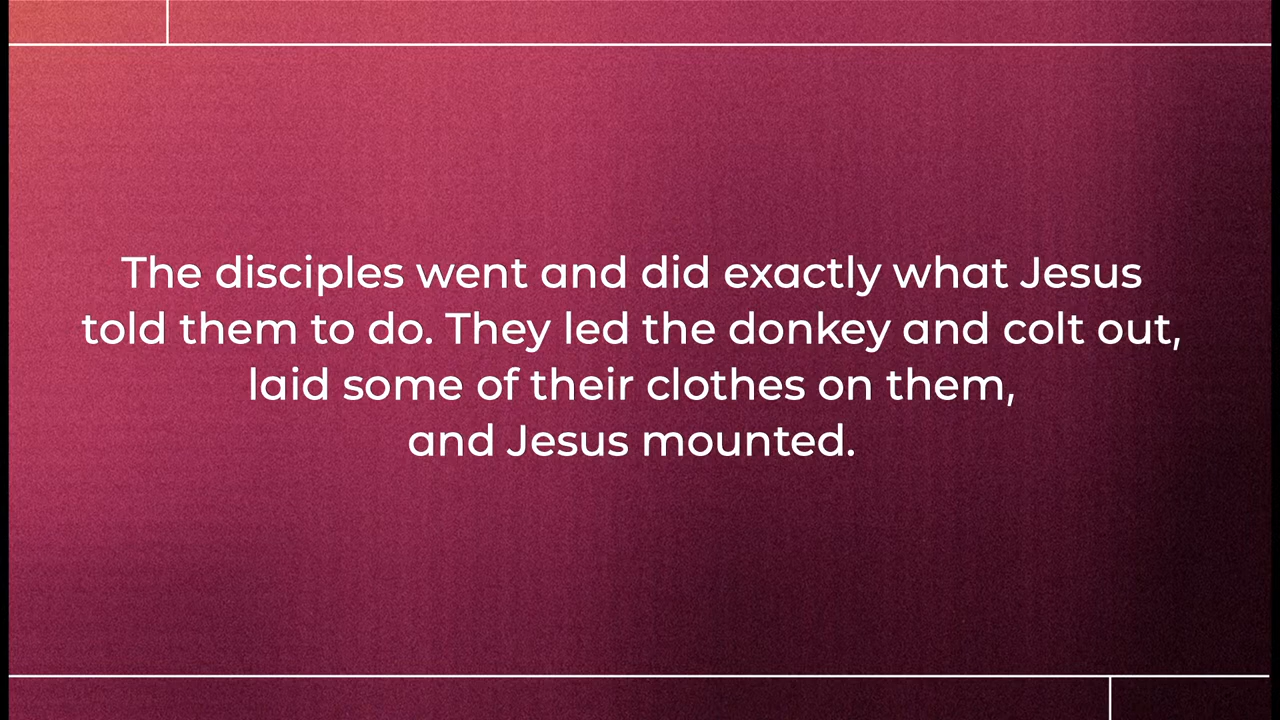 The disciples went and did exactly what Jesus
told them to do. They led the donkey and colt out,
laid some of their clothes on them,
and Jesus mounted.